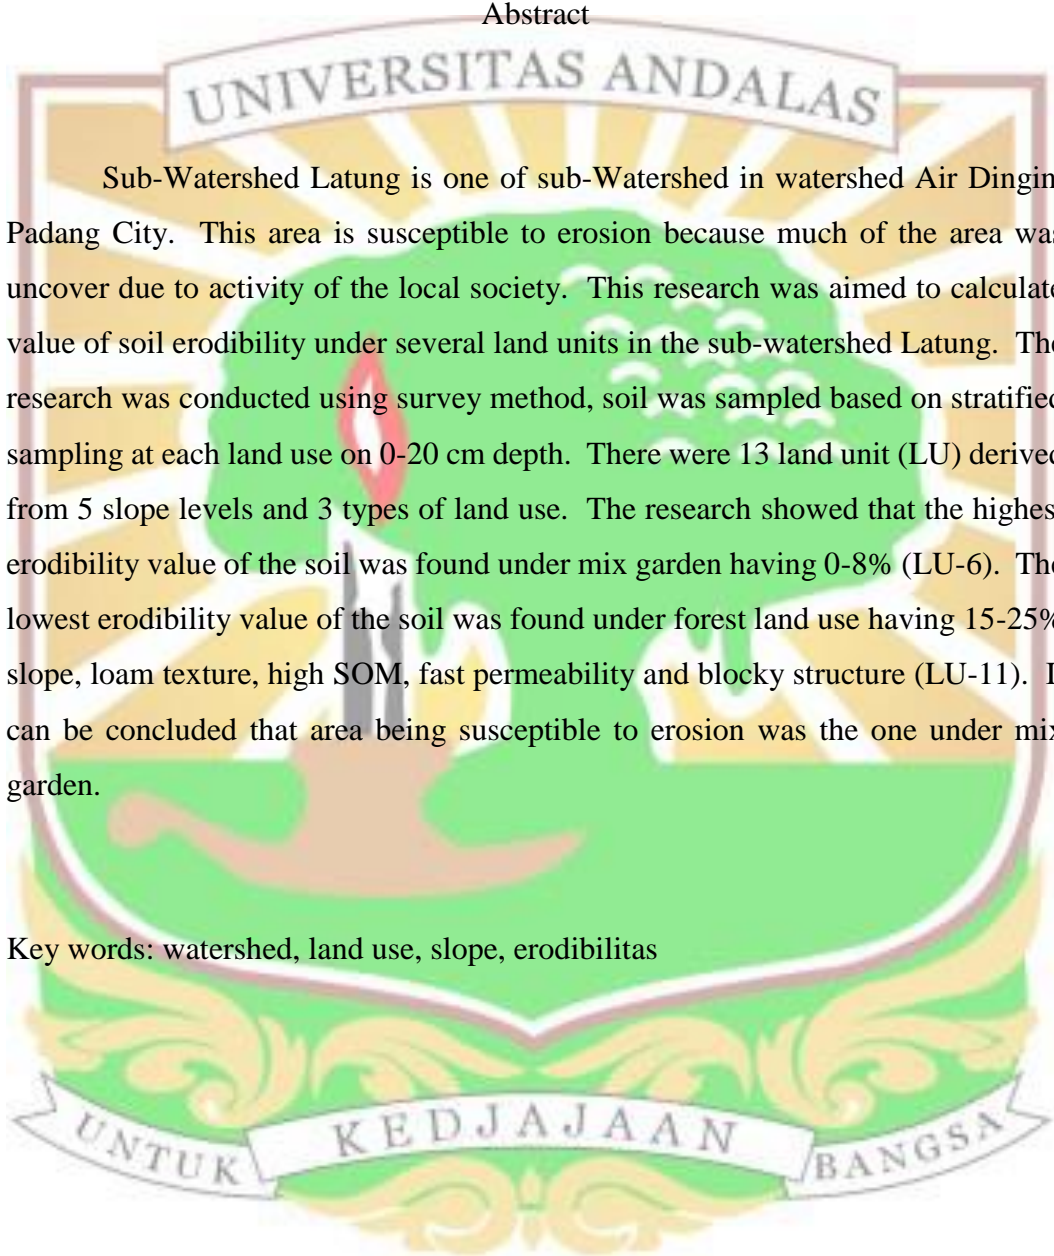 Abstract
UNIVERSITAS ANDALAS
Sub-Watershed Latung is one of sub-Watershed in watershed Air Dingin
Padang City. This area is susceptible to erosion because much of the area was
uncover due to activity of the local society. This research was aimed to calculate
value of soil erodibility under several land units in the sub-watershed Latung. The
research was conducted using survey method, soil was sampled based on stratified
sampling at each land use on 0-20 cm depth. There were 13 land unit (LU) derived
from 5 slope levels and 3 types of land use. The research showed that the highest
erodibility value of the soil was found under mix garden having 0-8% (LU-6). The
lowest erodibility value of the soil was found under forest land use having 15-25%
slope, loam texture, high SOM, fast permeability and blocky structure (LU-11). I
can be concluded that area being susceptible to erosion was the one under mix
garden.
Key words: watershed, land use, slope, erodibilitas
UNTUK KEDJAJAAN BANGSA